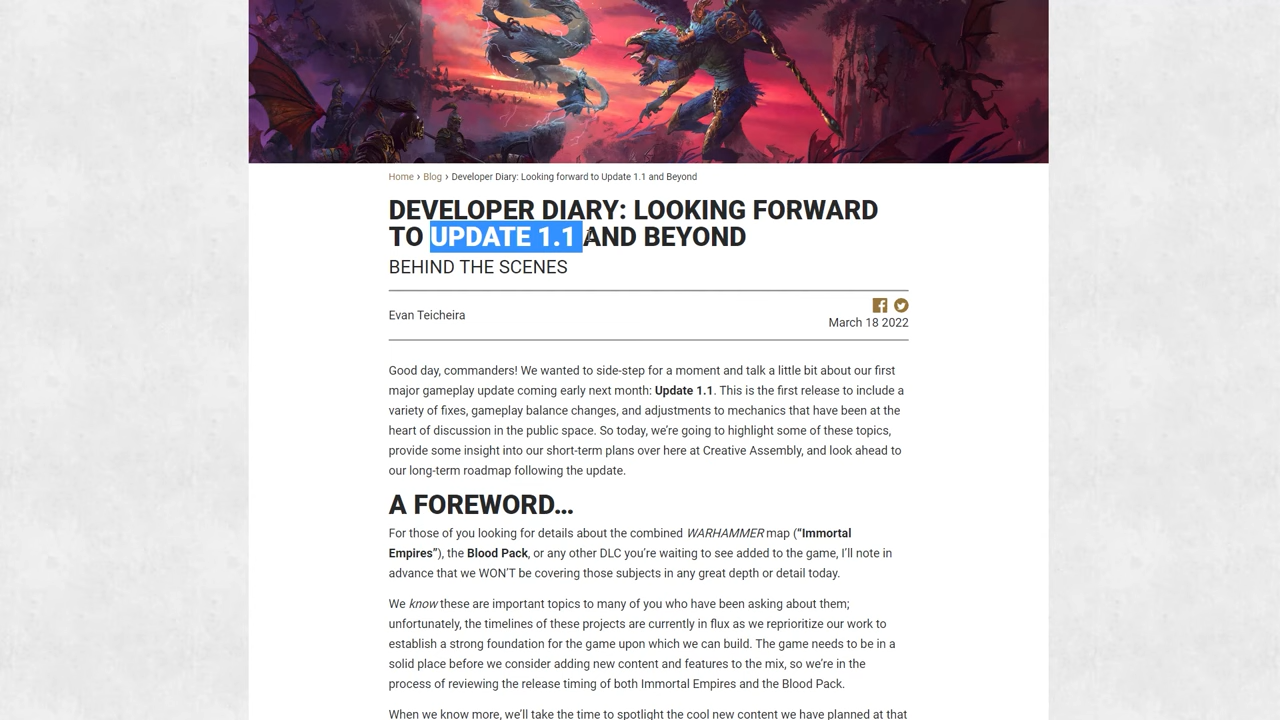 Home › Blog › Developer Diary: Looking forward to Update 1.1 and Beyond
DEVELOPER DIARY: LOOKING FORWARD
TO UPDATE 1.1 AND BEYOND
BEHIND THE SCENES
Evan Teicheira
March 18 2022
Good day, commanders! We wanted to side-step for a moment and talk a little bit about our first
major gameplay update coming early next month: Update 1.1. This is the first release to include a
variety of fixes, gameplay balance changes, and adjustments to mechanics that have been at the
heart of discussion in the public space. So today, we're going to highlight some of these topics,
provide some insight into our short-term plans over here at Creative Assembly, and look ahead to
our long-term roadmap following the update.
A FOREWORD…
For those of you looking for details about the combined WARHAMMER map (“Immortal
Empires”), the Blood Pack, or any other DLC you're waiting to see added to the game, I'll note in
advance that we WON'T be covering those subjects in any great depth or detail today.
We know these are important topics to many of you who have been asking about them;
unfortunately, the timelines of these projects are currently in flux as we reprioritize our work to
establish a strong foundation for the game upon which we can build. The game needs to be in a
solid place before we consider adding new content and features to the mix, so we're in the
process of reviewing the release timing of both Immortal Empires and the Blood Pack.
When we know more, we'll take the time to spotlight the cool new content we have planned at that